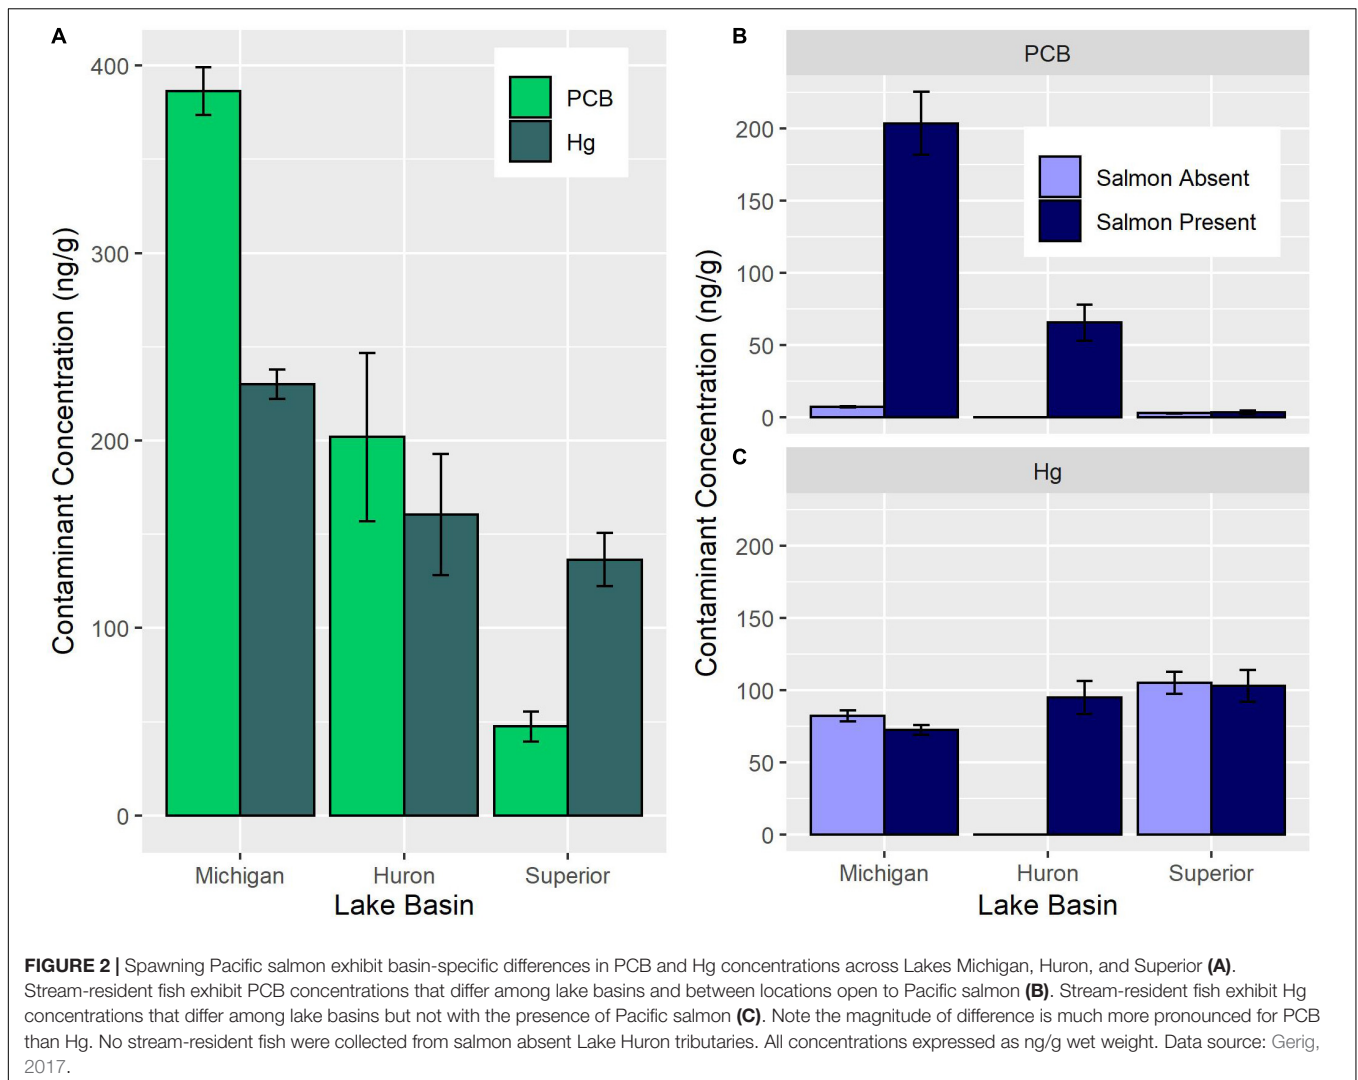 A
400
300
200
100
0
Contaminant Concentration (ng/g)
PCB
Hg
Michigan
Huron
Superior
Lake Basin
B
PCB
200
150
100
50
0
Salmon Absent
Salmon Present
Contaminant Concentration (ng/g)
C
Hg
200
150
100
50
0
Michigan
Huron
Superior
Lake Basin
FIGURE 2 | Spawning Pacific salmon exhibit basin-specific differences in PCB and Hg concentrations across Lakes Michigan, Huron, and Superior (A).
Stream-resident fish exhibit PCB concentrations that differ among lake basins and between locations open to Pacific salmon (B). Stream-resident fish exhibit Hg
concentrations that differ among lake basins but not with the presence of Pacific salmon (C). Note the magnitude of difference is much more pronounced for PCB
than Hg. No stream-resident fish were collected from salmon absent Lake Huron tributaries. All concentrations expressed as ng/g wet weight. Data source: Gerig,
2017.